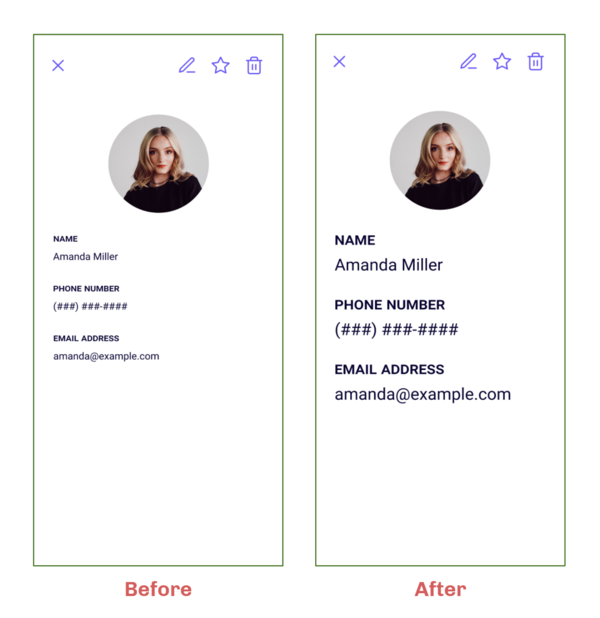 NAME
Amanda Miller
PHONE NUMBER
(###) ###-####
EMAIL ADDRESS
amanda@example.com
Before
NAME
Amanda Miller
PHONE NUMBER
(###) ###-####
EMAIL ADDRESS
amanda@example.com
After